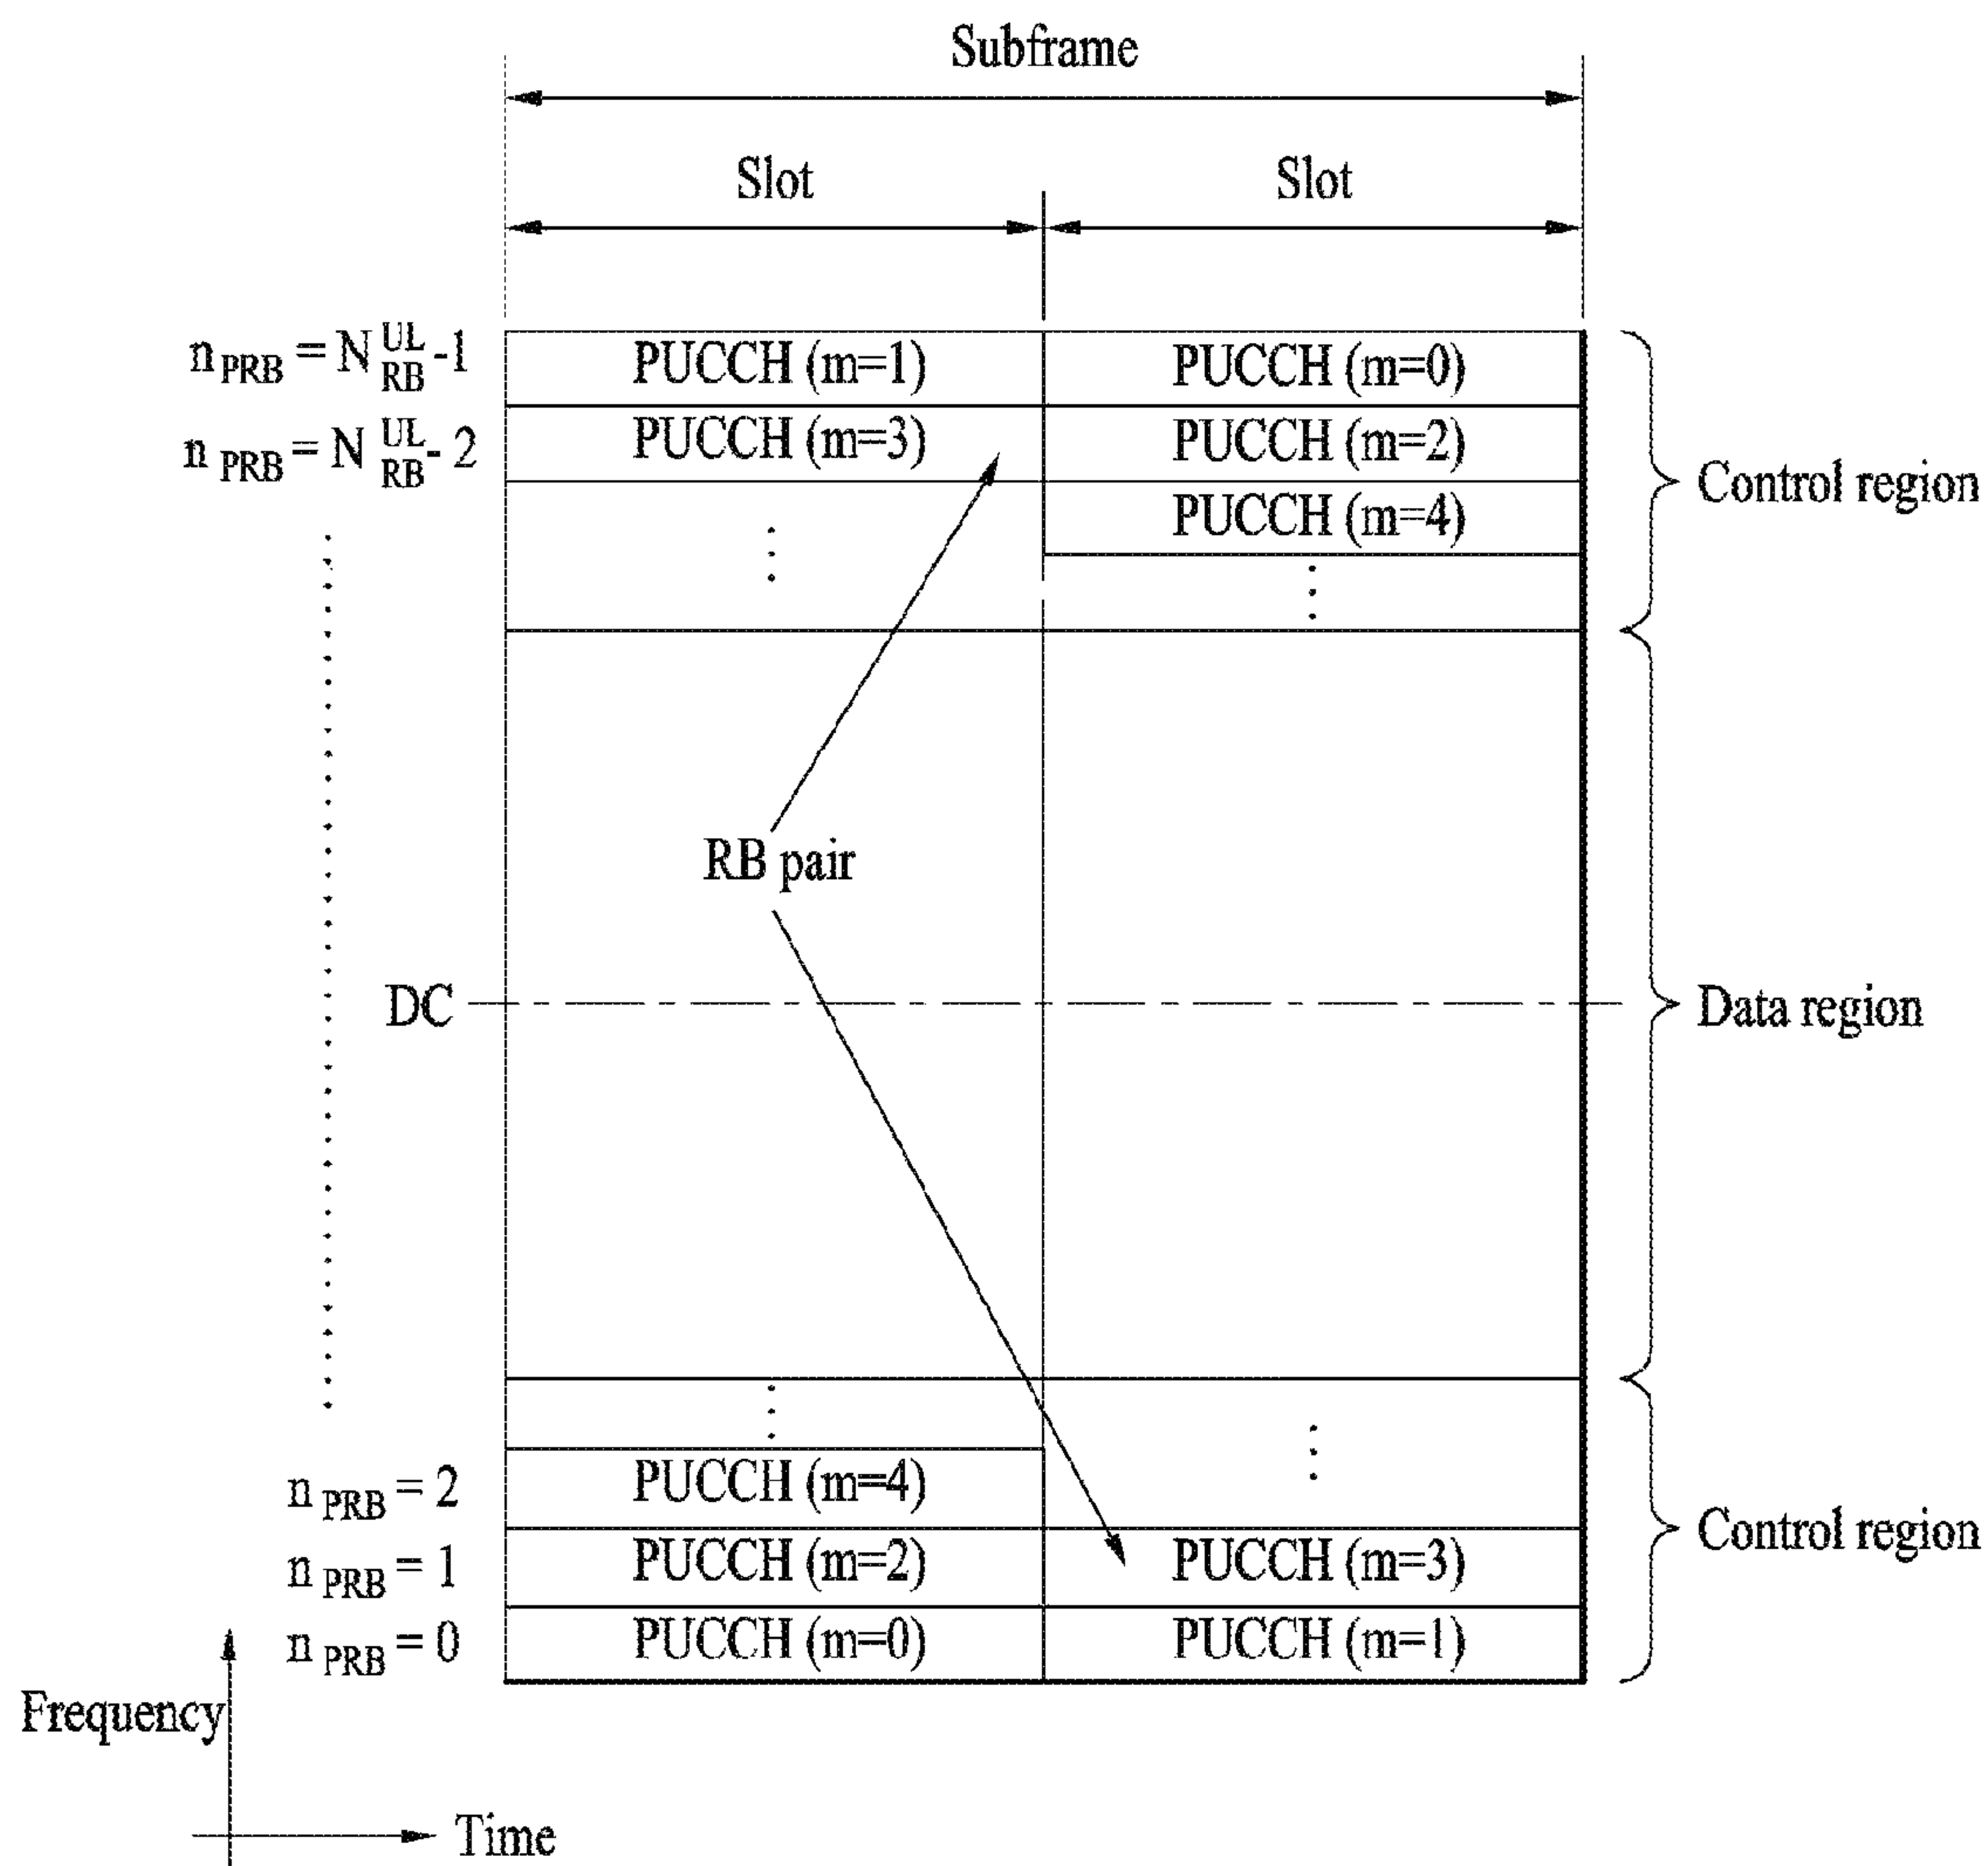 Subframe
Slot Slot
n PRB = N UL RB -1 PUCCH (m=1) PUCCH (m=0)
n PRB = N UL RB - 2 PUCCH (m=3) PUCCH (m=2)
PUCCH (m=4)
Control region
RB pair
DC
Data region
n PRB = 2 PUCCH (m=4)
Control region
n PRB = 1 PUCCH (m=2) PUCCH (m=3)
n PRB = 0 PUCCH (m=0) PUCCH (m=1)
Frequency
Time